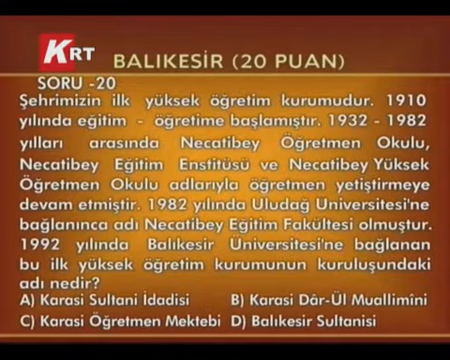 KRT
BALIKESİR (20 PUAN)
SORU -20
Şehrimizin ilk yüksek öğretim kurumudur. 1910
yılında eğitim - öğretime başlamıştır. 1932 - 1982
yılları arasında Necatibey Öğretmen Okulu,
Necatibey Eğitim Enstitüsü ve Necatibey Yüksek
Öğretmen Okulu adlarıyla öğretmen yetiştirmeye
devam etmiştir. 1982 yılında Uludağ Üniversitesi'ne
bağlanınca adı Necatibey Eğitim Fakültesi olmuştur.
1992 yılında Balıkesir Üniversitesi'ne bağlanan
bu ilk yüksek öğretim kurumunun kuruluşundaki
adı nedir?
A) Karasi Sultani İdadisi B) Karasi Dâr-Ül Muallimîni
C) Karasi Öğretmen Mektebi D) Balıkesir Sultanisi